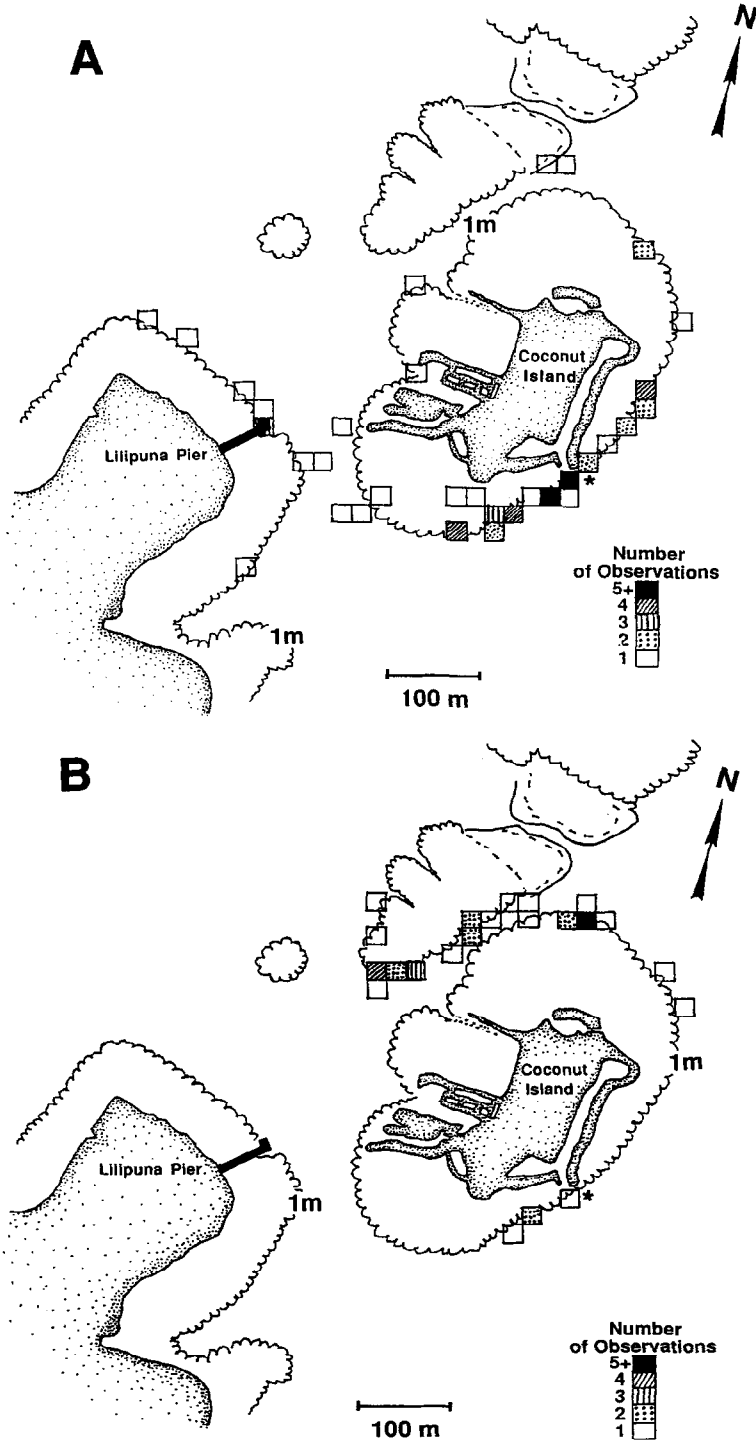 A
N
1m
Coconut
Island
Lilipuna Pier
*
Number
of Observations
5+
4
3
2
1
1m
100 m
B
N
Coconut
Island
1m
Lilipuna Pier
1m
*
Number
of Observations
5+
4
3
2
1
100 m